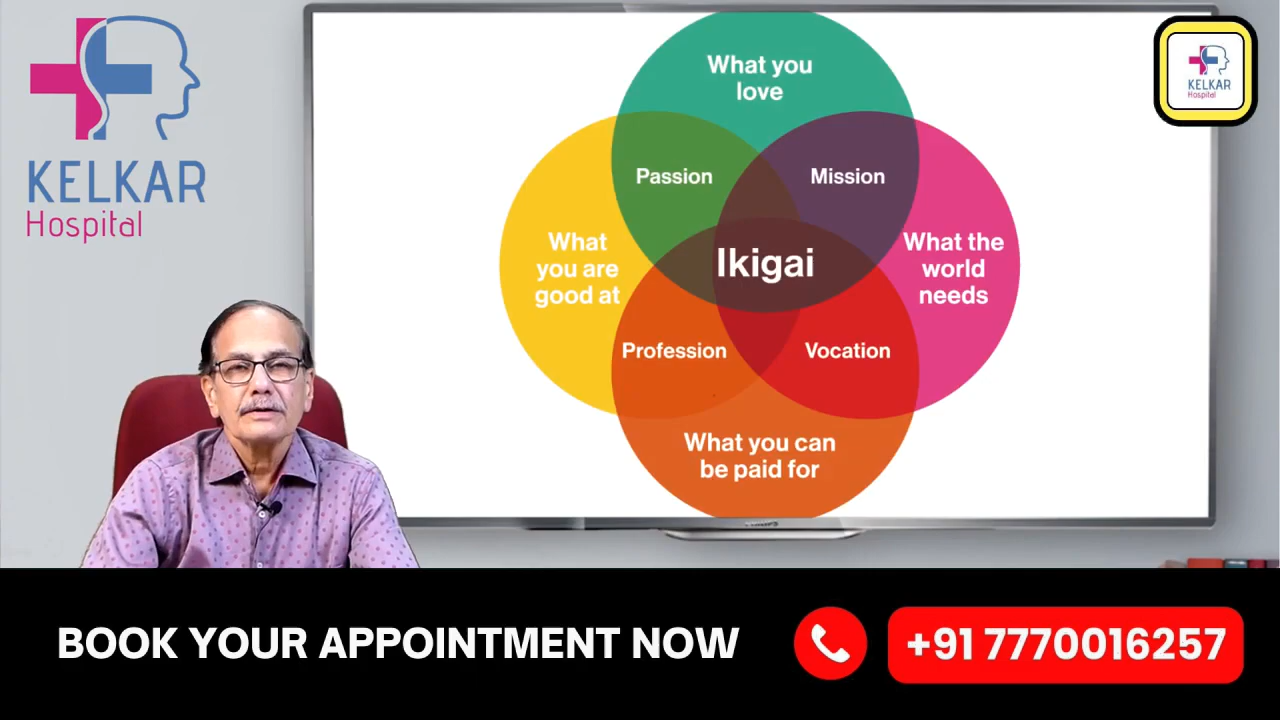 KELKAR
Hospital
What you
love
Passion
Mission
What
you are
good at
Ikigai
What the
world
needs
Profession
Vocation
What you can
be paid for
KELKAR
Hospital
BOOK YOUR APPOINTMENT NOW
+91 7770016257